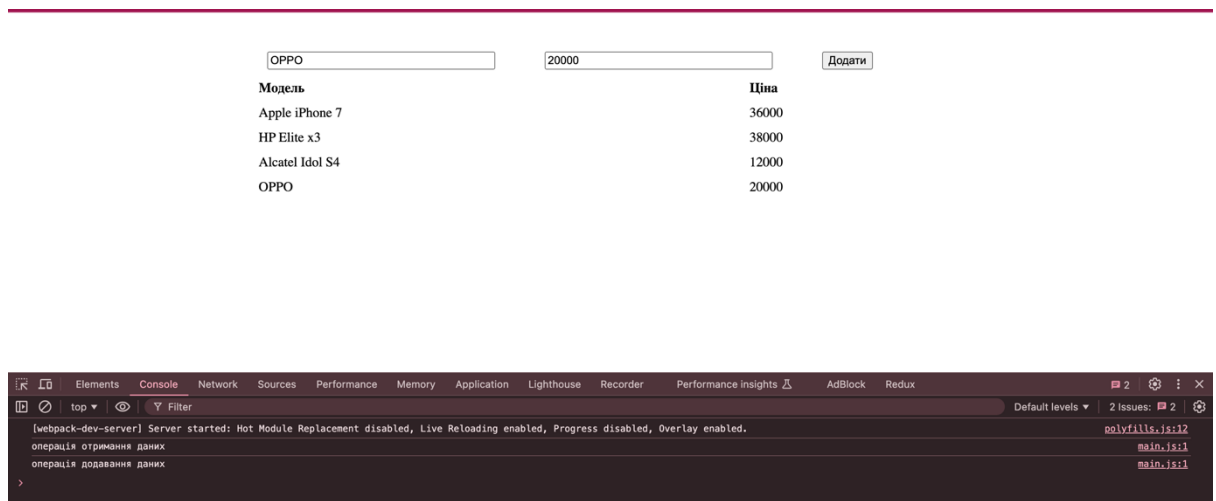 OPPO 20000 Додати
Модель Ціна
Apple iPhone 7 36000
HP Elite x3 38000
Alcatel Idol S4 12000
OPPO 20000
Elements Console Network Sources Performance Memory Application Lighthouse Recorder Performance insights AdBlock Redux 2
top Filter Default levels 2 Issues: 2
[webpack-dev-server] Server started: Hot Module Replacement disabled, Live Reloading enabled, Progress disabled, Overlay enabled. polyfills.js:12
операція отримання даних main.js:1
операція додавання даних main.js:1
>